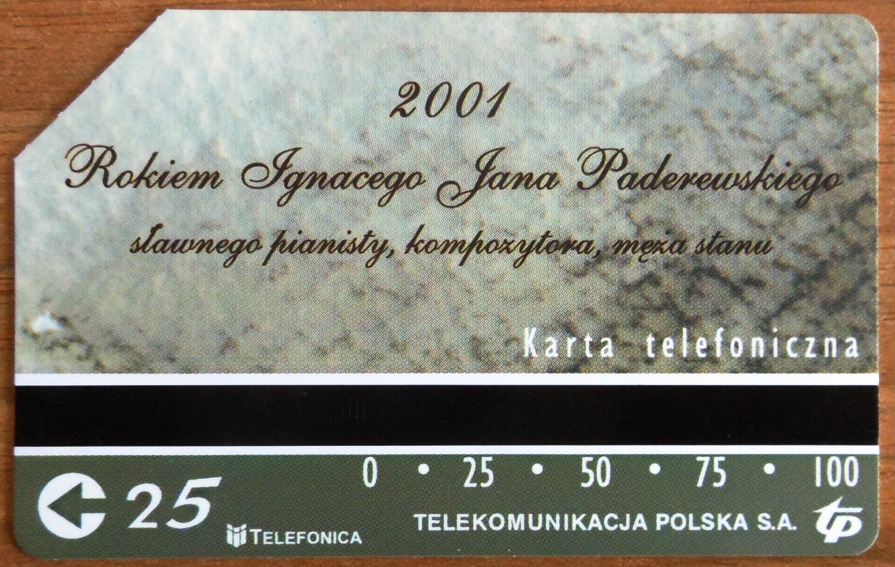 2001
Rokiem Ignacego Jana Paderewskiego
sławnego pianisty, kompozytora, męża stanu
Karta telefoniczna
0 • 25 • 50 • 75 • 100
25 TELEFONICA TELEKOMUNIKACJA POLSKA S.A. tp